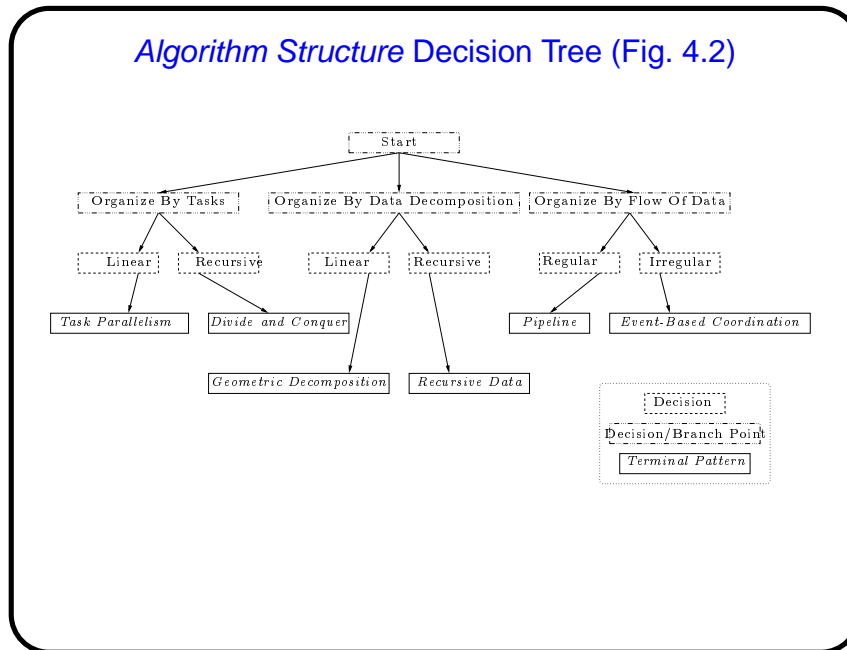 Algorithm Structure Decision Tree (Fig. 4.2)
Start
Organize By Tasks
Organize By Data Decomposition
Organize By Flow Of Data
Linear
Recursive
Linear
Recursive
Regular
Irregular
Task Parallelism
Divide and Conquer
Pipeline
Event-Based Coordination
Geometric Decomposition
Recursive Data
Decision
Decision/Branch Point
Terminal Pattern